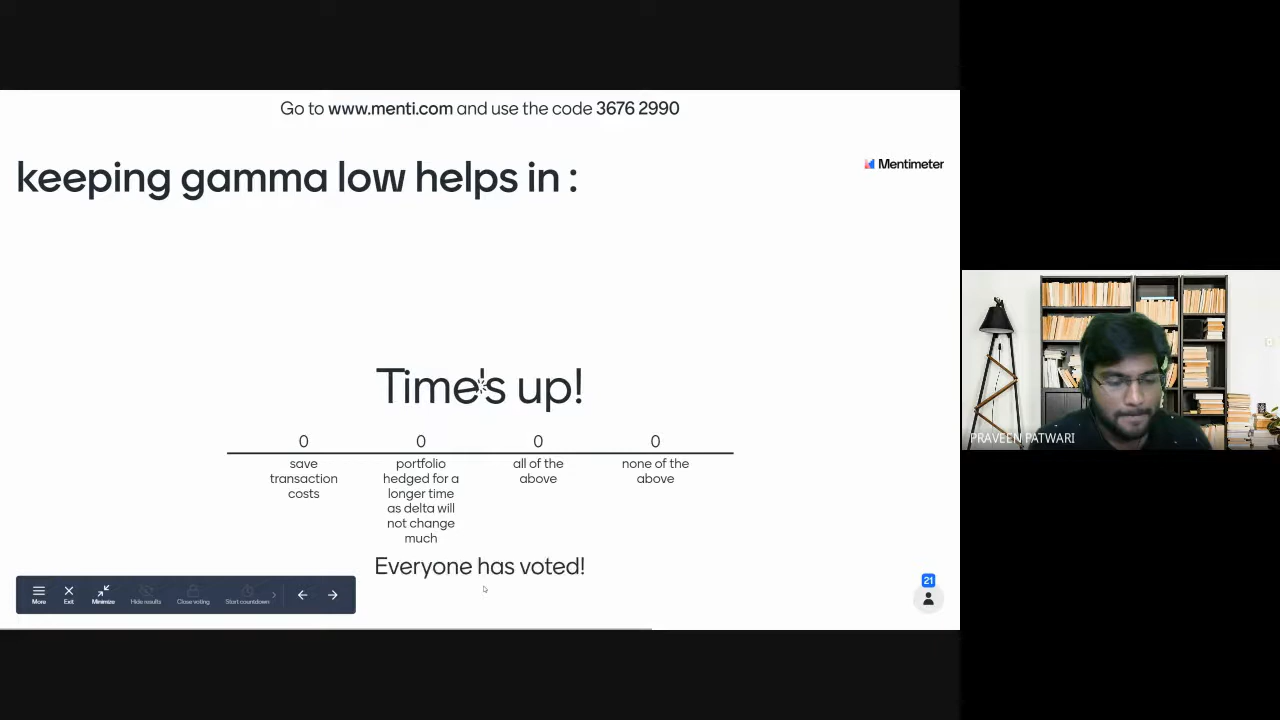 Go to www.menti.com and use the code 3676 2990
Mentimeter
keeping gamma low helps in :
Time's up!
0
0
0
0
save
transaction
costs
portfolio
hedged for a
longer time
as delta will
not change
much
all of the
above
none of the
above
Everyone has voted!
More
Exit
Minimize
Hide results
Close voting
Start countdown
21
PRAVEEN PATWARI